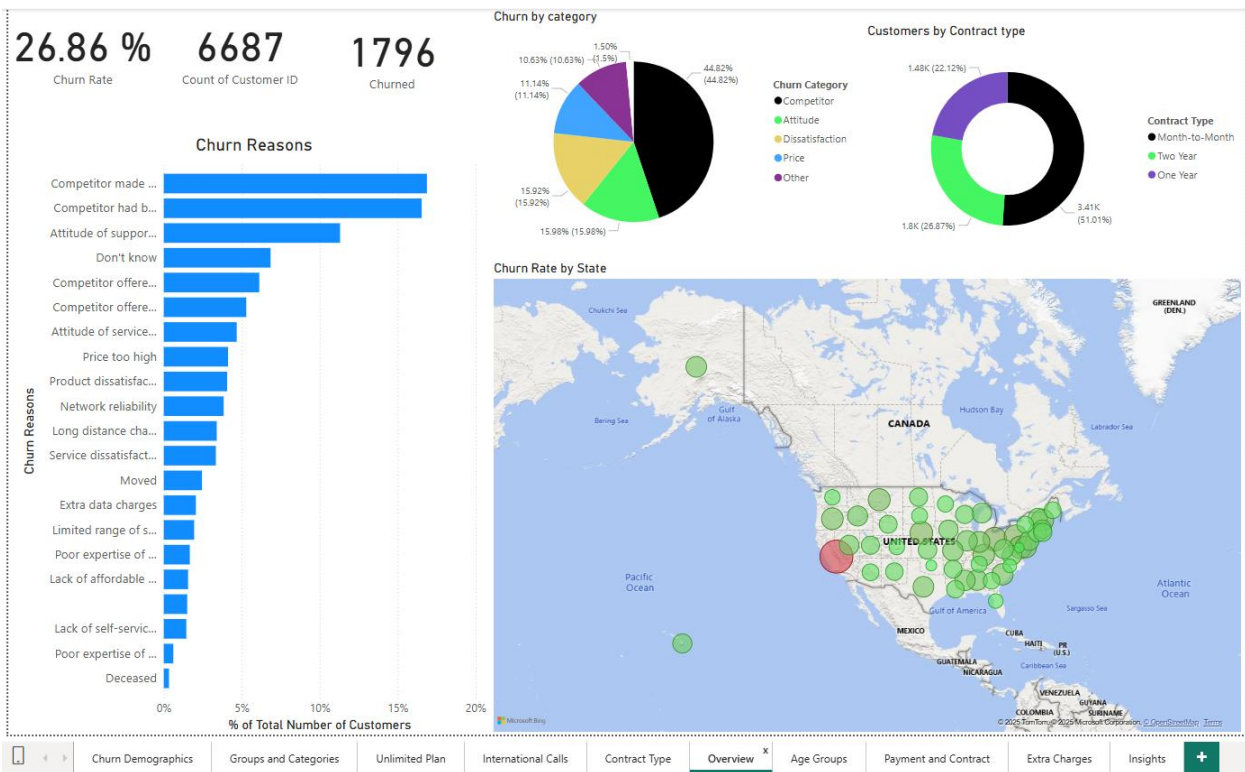 26.86 %
Churn Rate
6687
Count of Customer ID
1796
Churned
Churn by category
1.50%
(1.5%)
10.63% (10.63%)
11.14%
(11.14%)
15.92%
(15.92%)
15.98% (15.98%)
44.82%
(44.82%)
Churn Category
Competitor
Attitude
Dissatisfaction
Price
Other
Customers by Contract type
1.48K (22.12%)
1.8K (26.87%)
3.41K
(51.01%)
Contract Type
Month-to-Month
Two Year
One Year
Churn Reasons
Churn Reasons
Competitor made ...
Competitor had b...
Attitude of suppor...
Don't know
Competitor offere...
Competitor offere...
Attitude of service...
Price too high
Product dissatisfac...
Network reliability
Long distance cha...
Service dissatisfact...
Moved
Extra data charges
Limited range of s...
Poor expertise of ...
Lack of affordable ...
Lack of self-servic...
Poor expertise of ...
Deceased
0%
5%
10%
15%
20%
% of Total Number of Customers
Churn Rate by State
Chukchi Sea
GREENLAND
(DEN.)
Bering Sea
Gulf
of Alaska
Hudson Bay
CANADA
Labrador Sea
UNITED STATES
Pacific
Ocean
Atlantic
Ocean
Gulf of America
Sargasso Sea
MEXICO
CUBA
HAITI
PR
(U.S.)
GUATEMALA
Caribbean Sea
NICARAGUA
VENEZUELA
GUYANA
COLOMBIA
SURINAME
Microsoft Bing
© 2025 TomTom, © 2025 Microsoft Corporation, © OpenStreetMap Terms
Churn Demographics
Groups and Categories
Unlimited Plan
International Calls
Contract Type
Overview
x
Age Groups
Payment and Contract
Extra Charges
Insights
+